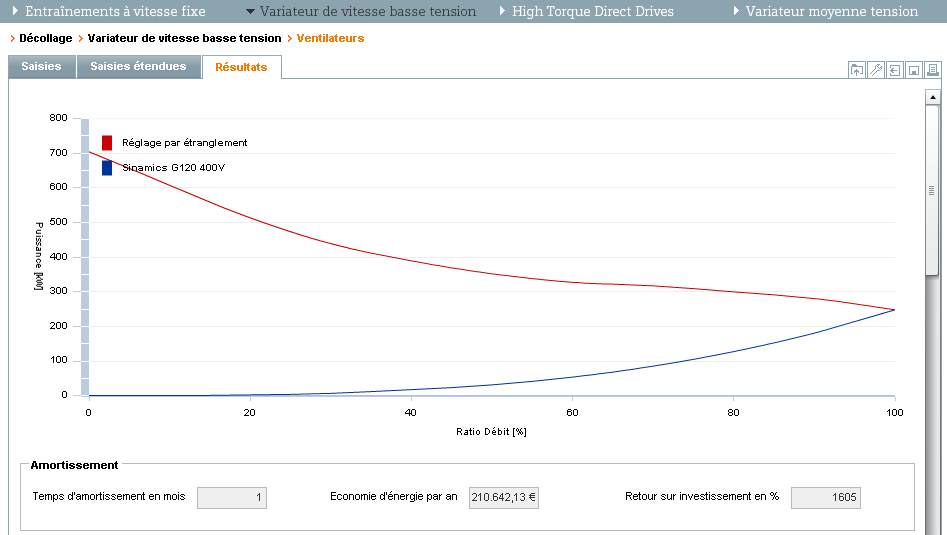 Entraînements à vitesse fixe Variateur de vitesse basse tension High Torque Direct Drives Variateur moyenne tension
> Décollage > Variateur de vitesse basse tension > Ventilateurs
Saisies Saisies étendues Résultats
800
Réglage par étranglement
700
Sinamics G120 400V
600
500
400
300
200
100
0
Puissance [kW]
0 20 40 60 80 100
Ratio Débit [%]
Amortissement
Temps d'amortissement en mois 1 Economie d'énergie par an 210.642,13 € Retour sur investissement en % 1605